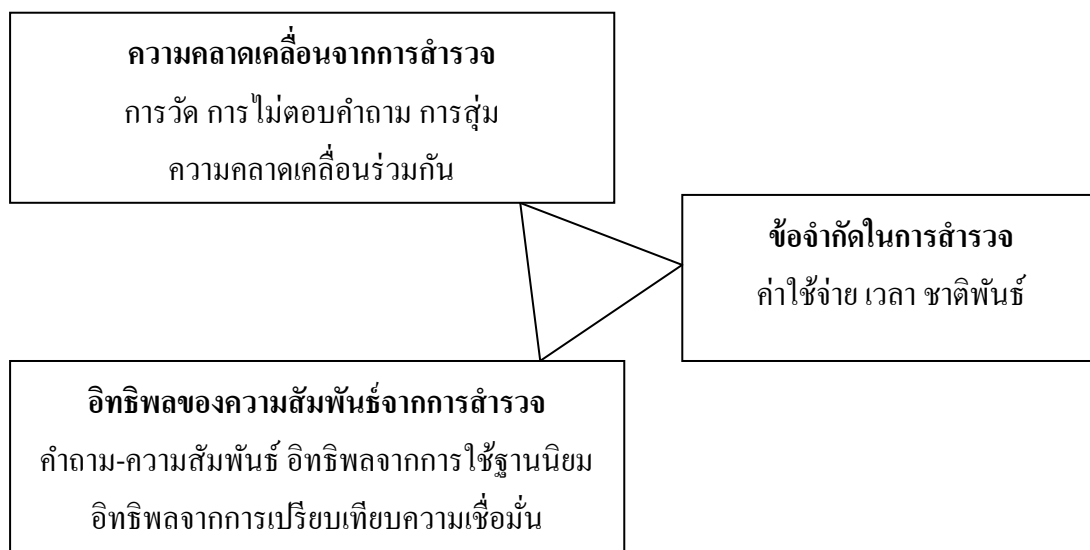 ความคลาดเคลื่อนจากการสำรวจ
การวัด การไม่ตอบคำถาม การสุ่ม
ความคลาดเคลื่อนร่วมกัน
ข้อจำกัดในการสำรวจ
ค่าใช้จ่าย เวลา ชาติพันธ์
อิทธิพลของความสัมพันธ์จากการสำรวจ
คำถาม-ความสัมพันธ์ อิทธิพลจากการใช้ฐานนิยม
อิทธิพลจากการเปรียบเทียบความเชื่อมั่น